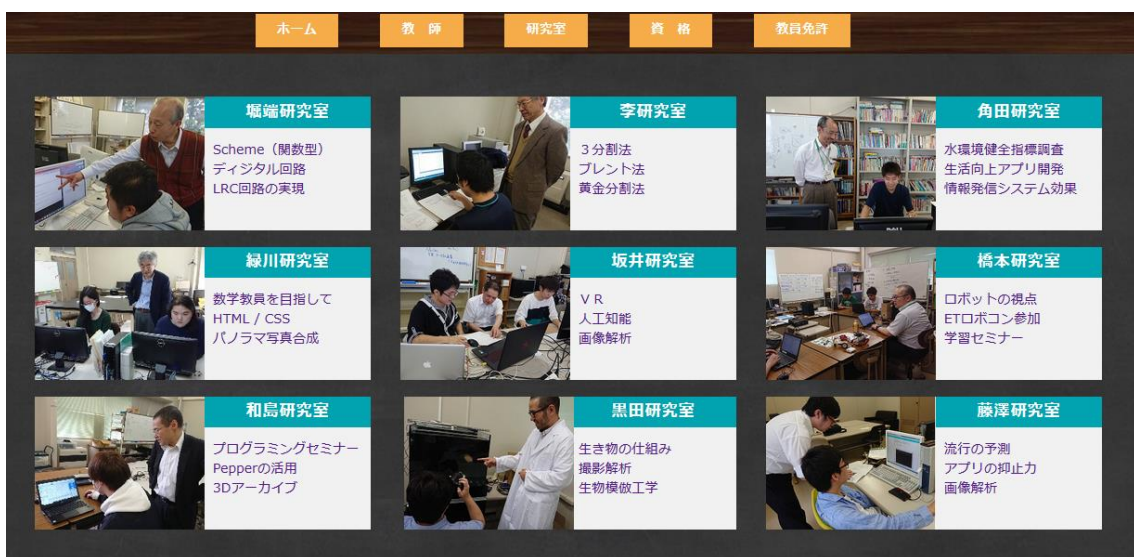 ホーム
教 師
研究室
資 格
教員免許
堀端研究室
Scheme（関数型）
ディジタル回路
LRC回路の実現
李研究室
３分割法
ブレント法
黄金分割法
角田研究室
水環境健全指標調査
生活向上アプリ開発
情報発信システム効果
緑川研究室
数学教員を目指して
HTML / CSS
パノラマ写真合成
坂井研究室
ＶＲ
人工知能
画像解析
橋本研究室
ロボットの視点
ETロボコン参加
学習セミナー
和島研究室
プログラミングセミナー
Pepperの活用
3Dアーカイブ
黒田研究室
生き物の仕組み
撮影解析
生物模倣工学
藤澤研究室
流行の予測
アプリの抑止力
画像解析